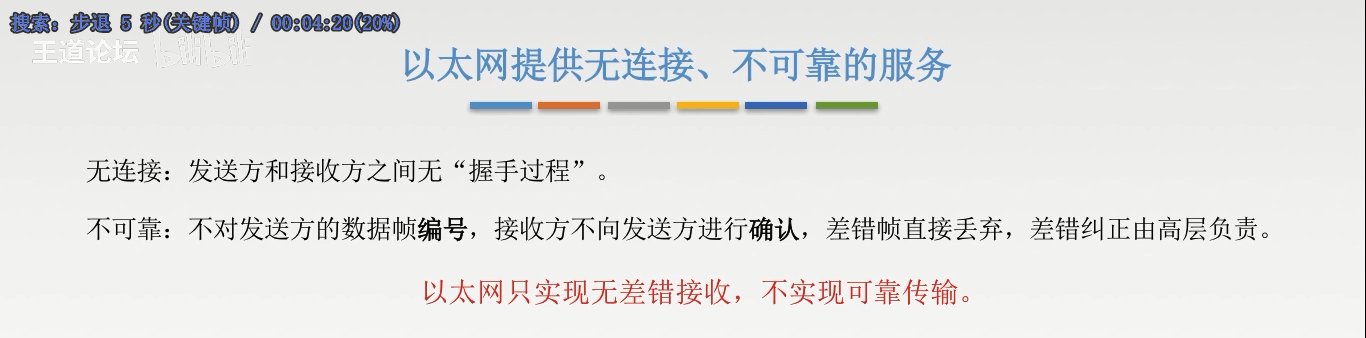 搜索: 步退 5 秒(关键帧) / 00:04:20(20%)
王道论坛 bilibili
以太网提供无连接、不可靠的服务
无连接：发送方和接收方之间无“握手过程”。
不可靠：不对发送方的数据帧编号，接收方不向发送方进行确认，差错帧直接丢弃，差错纠正由高层负责。
以太网只实现无差错接收，不实现可靠传输。